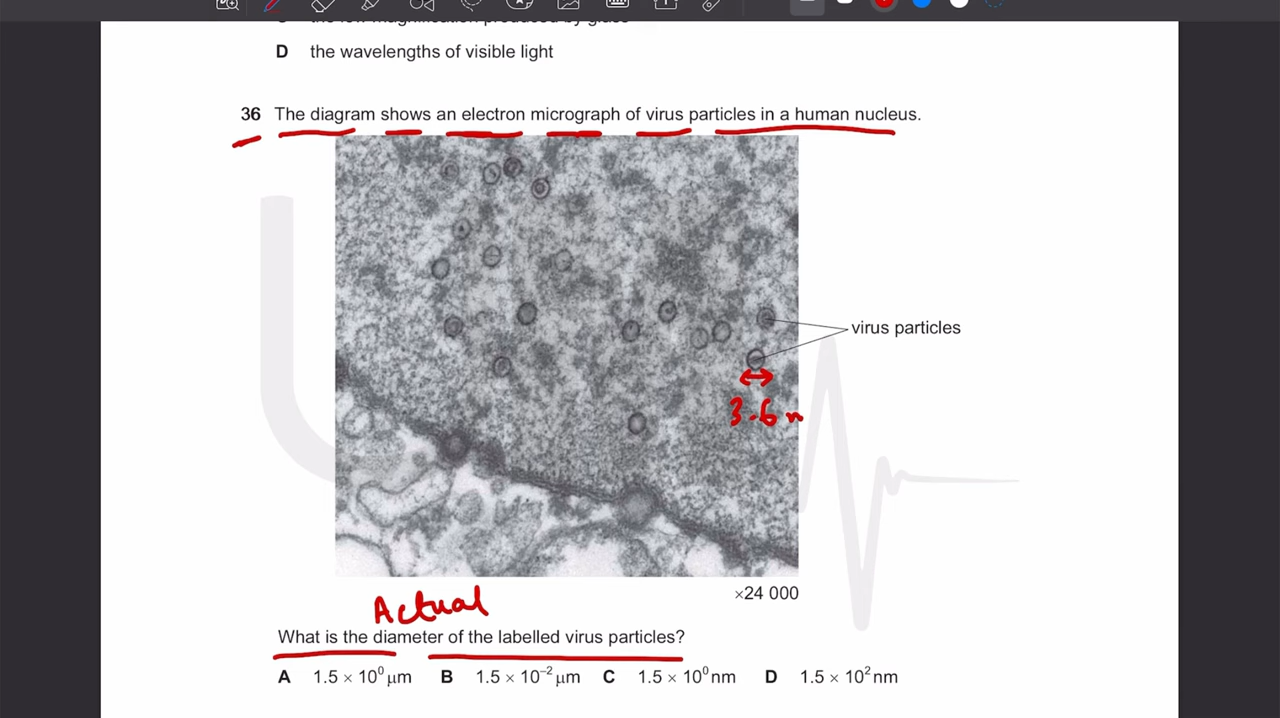 D the wavelengths of visible light
36 The diagram shows an electron micrograph of virus particles in a human nucleus.
virus particles
3.6 m
×24 000
Actual
What is the diameter of the labelled virus particles?
A 1.5 × 10⁰ μm B 1.5 × 10⁻² μm C 1.5 × 10⁰ nm D 1.5 × 10² nm